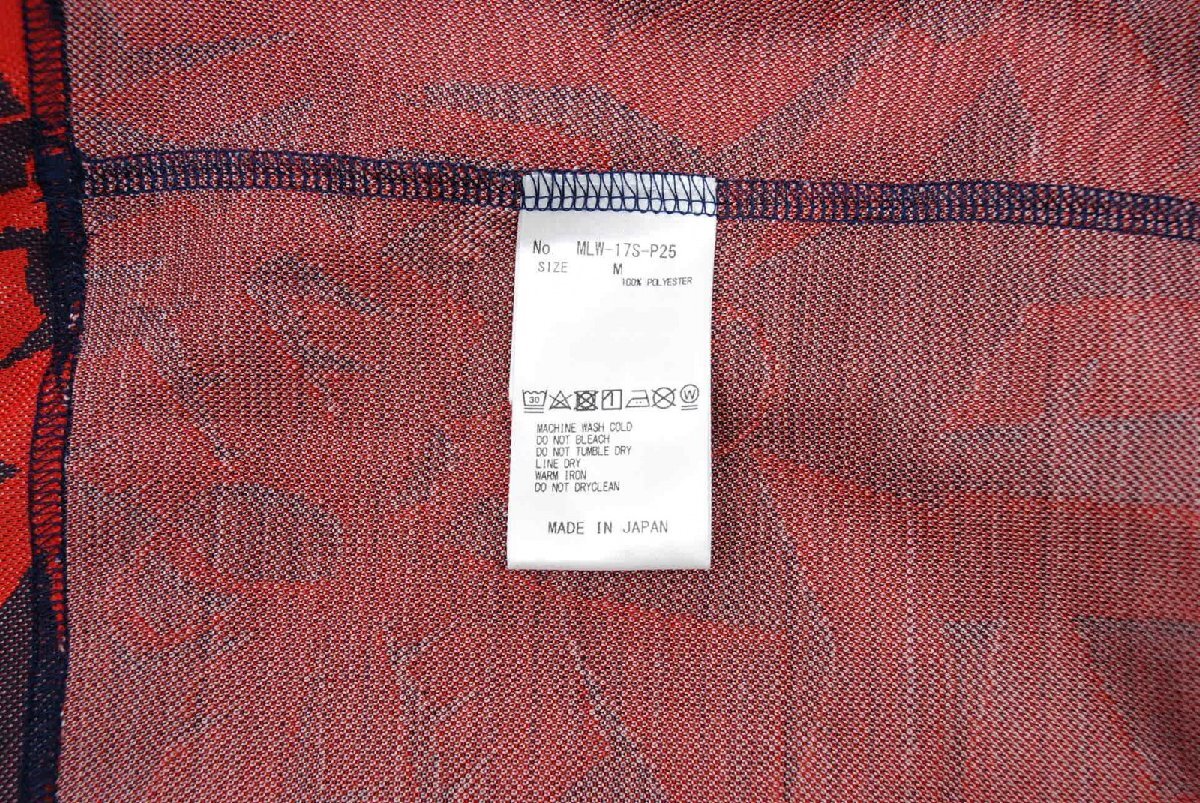 No MLW-17S-P25
SIZE M
100% POLYESTER
30 W
MACHINE WASH COLD
DO NOT BLEACH
DO NOT TUMBLE DRY
LINE DRY
WARM IRON
DO NOT DRYCLEAN
MADE IN JAPAN